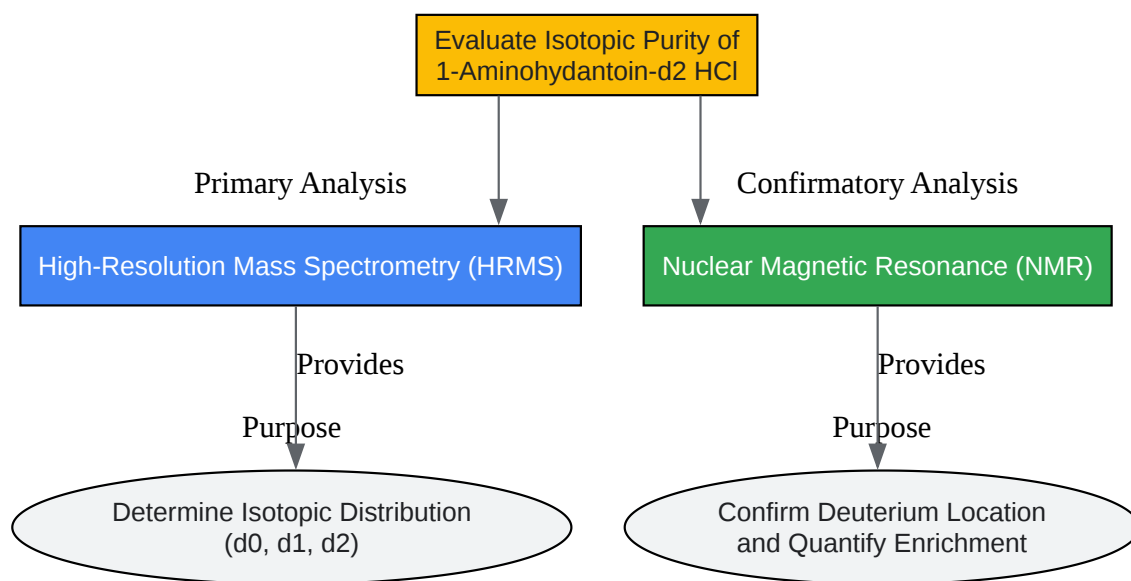 Evaluate Isotopic Purity of
1-Aminohydantoin-d2 HCl
Primary Analysis
Confirmatory Analysis
High-Resolution Mass Spectrometry (HRMS)
Nuclear Magnetic Resonance (NMR)
Provides
Provides
Purpose
Purpose
Determine Isotopic Distribution
(d0, d1, d2)
Confirm Deuterium Location
and Quantify Enrichment